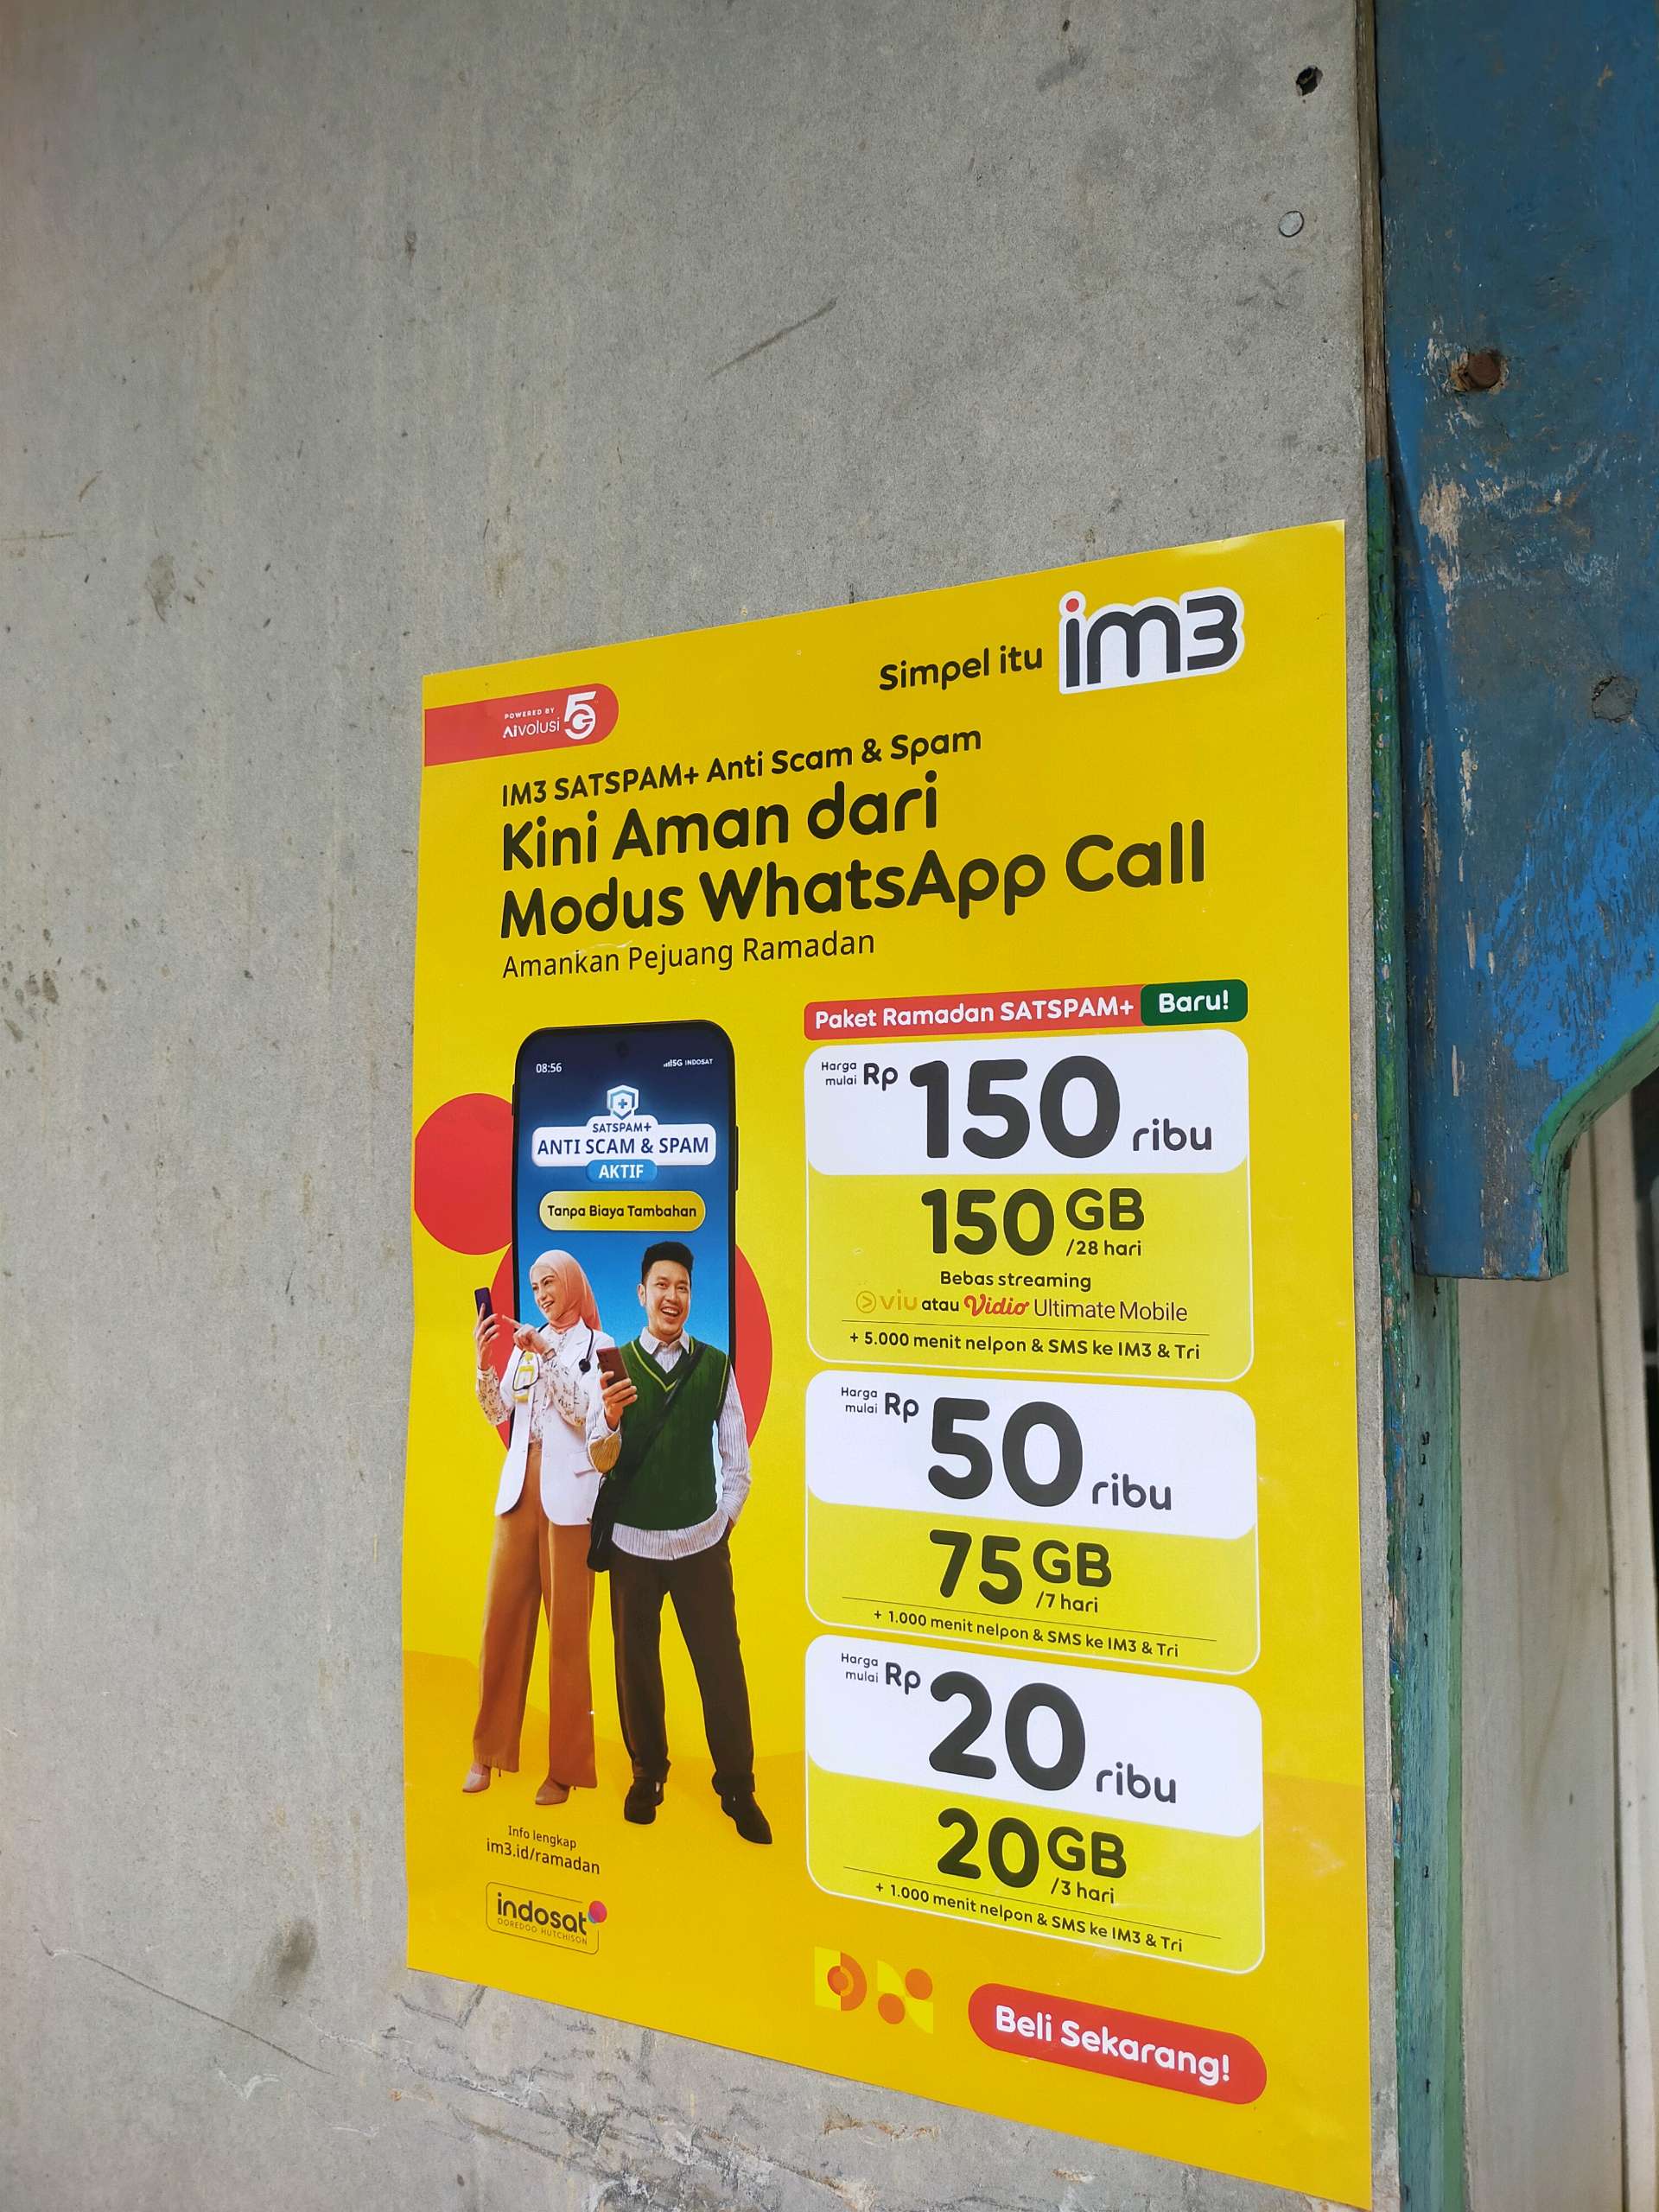 Simpel itu im3
POWERED BY
AIvolusi 5G
IM3 SATSPAM+ Anti Scam & Spam
Kini Aman dari
Modus WhatsApp Call
Amankan Pejuang Ramadan
08:56
5G INDOSAT
SATSPAM+
ANTI SCAM & SPAM
AKTIF
Tanpa Biaya Tambahan
Paket Ramadan SATSPAM+ Baru!
Harga
mulai Rp 150 ribu
150 GB
/28 hari
Bebas streaming
viu atau Vidio Ultimate Mobile
+ 5.000 menit nelpon & SMS ke IM3 & Tri
Harga
mulai Rp 50 ribu
75 GB
/7 hari
+ 1.000 menit nelpon & SMS ke IM3 & Tri
Harga
mulai Rp 20 ribu
20 GB
/3 hari
+ 1.000 menit nelpon & SMS ke IM3 & Tri
Info lengkap
im3.id/ramadan
indosat
OOREDOO HUTCHISON
Beli Sekarang!